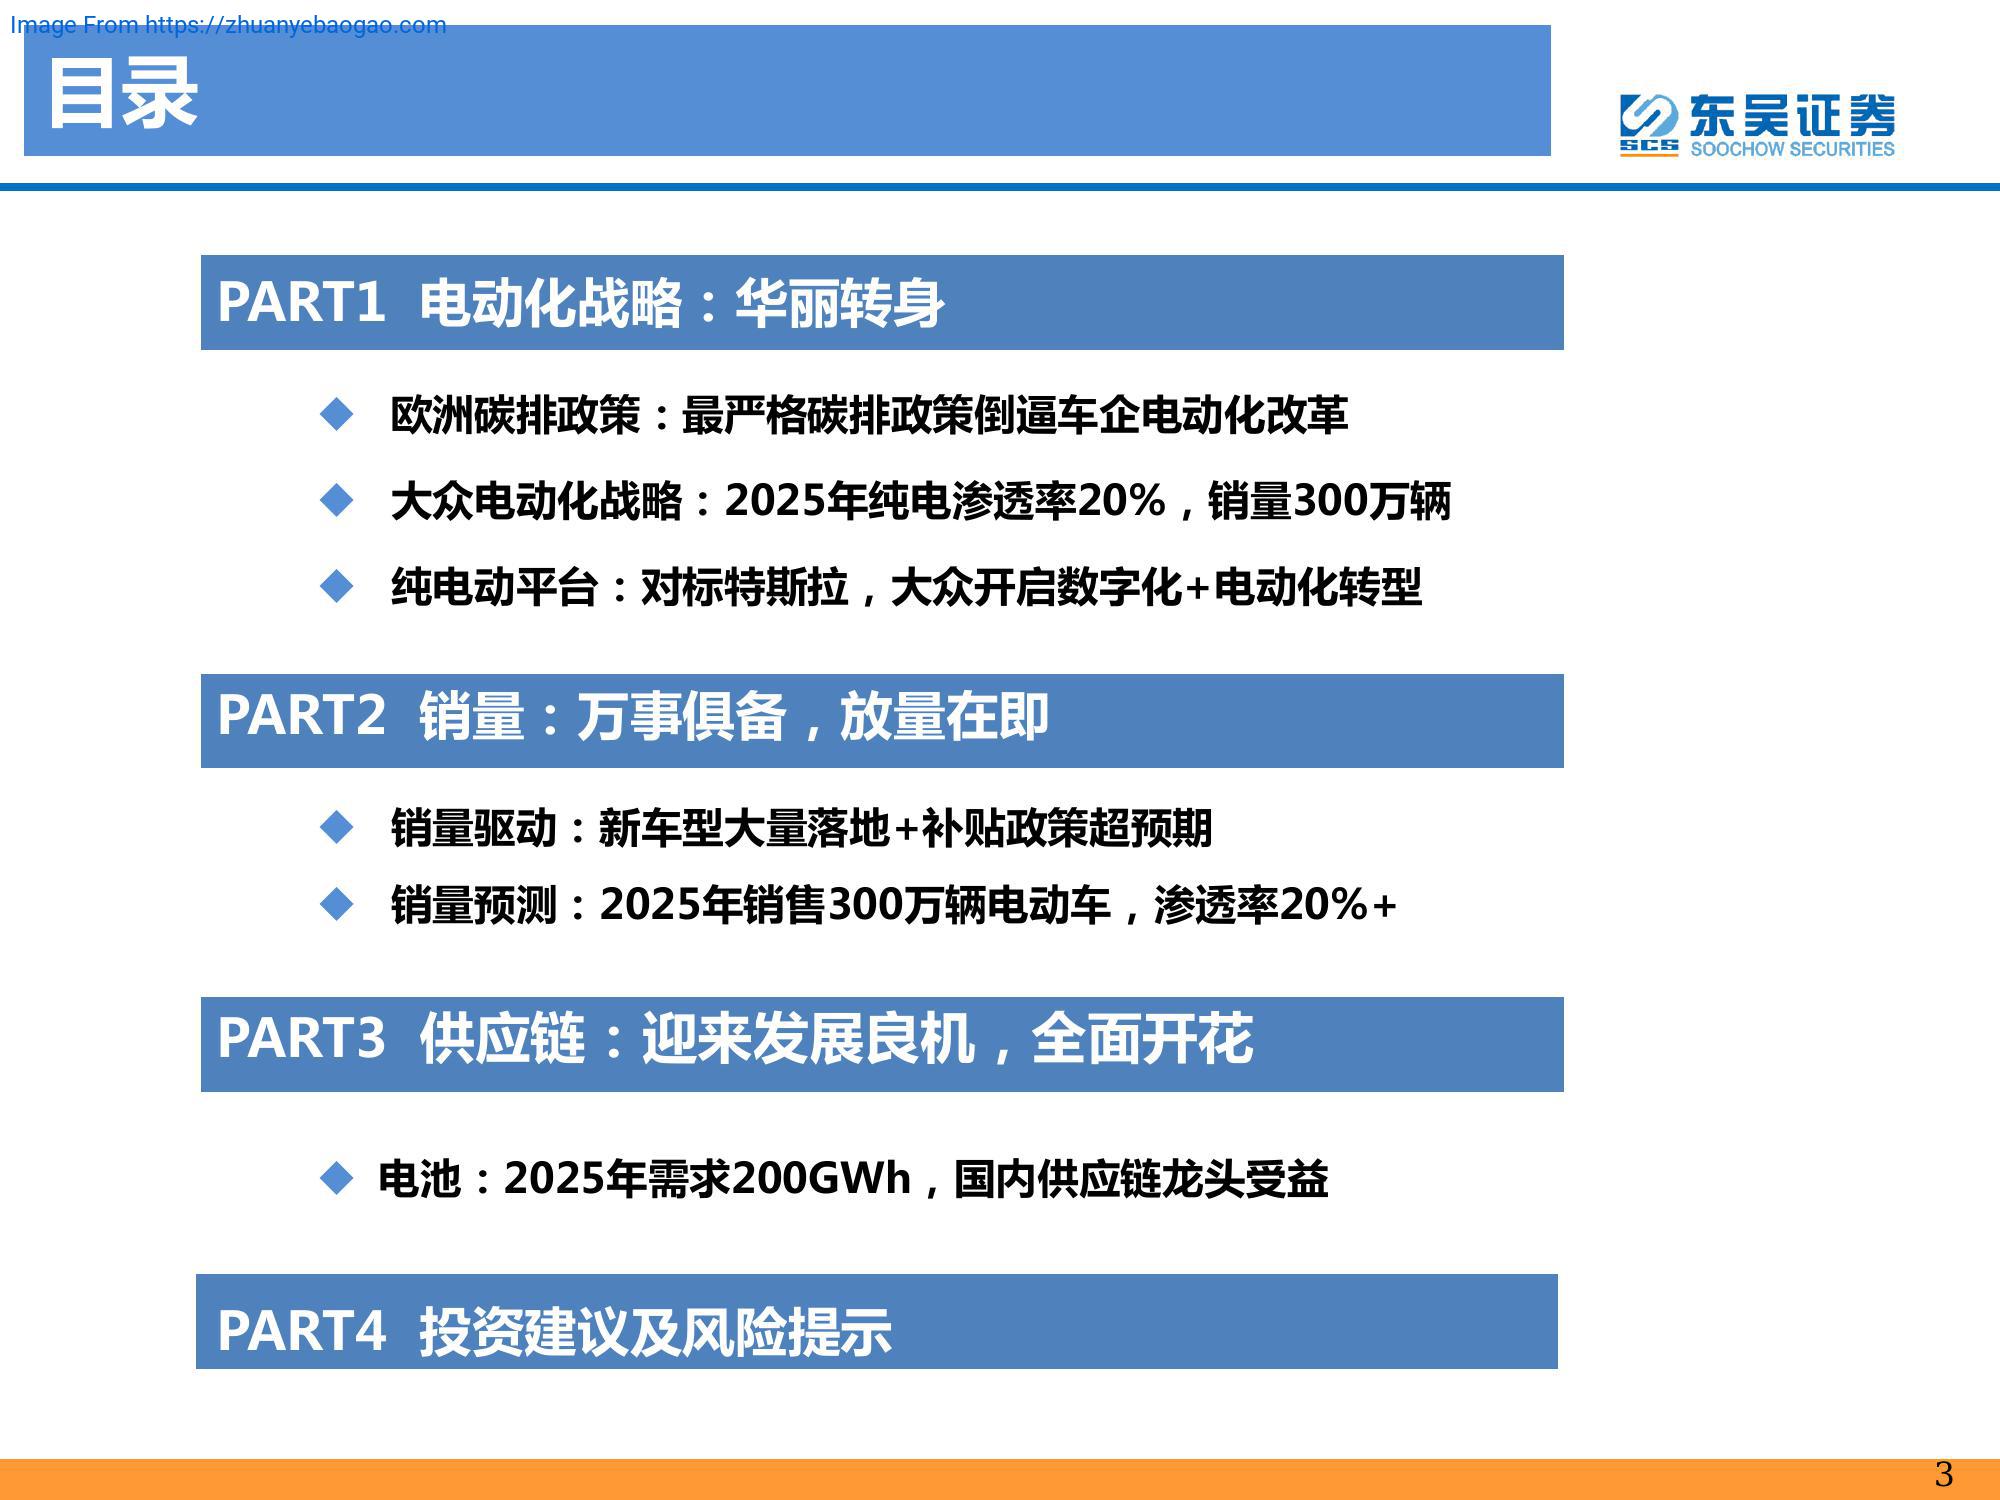 Image From https://zhuanyebaogao.com
目录
东吴证券
SCS
SOOCHOW SECURITIES
PART1 电动化战略：华丽转身
欧洲碳排政策：最严格碳排政策倒逼车企电动化改革
大众电动化战略：2025年纯电渗透率20%，销量300万辆
纯电动平台：对标特斯拉，大众开启数字化+电动化转型
PART2 销量：万事俱备，放量在即
销量驱动：新车型大量落地+补贴政策超预期
销量预测：2025年销售300万辆电动车，渗透率20%+
PART3 供应链：迎来发展良机，全面开花
电池：2025年需求200GWh，国内供应链龙头受益
PART4 投资建议及风险提示
3